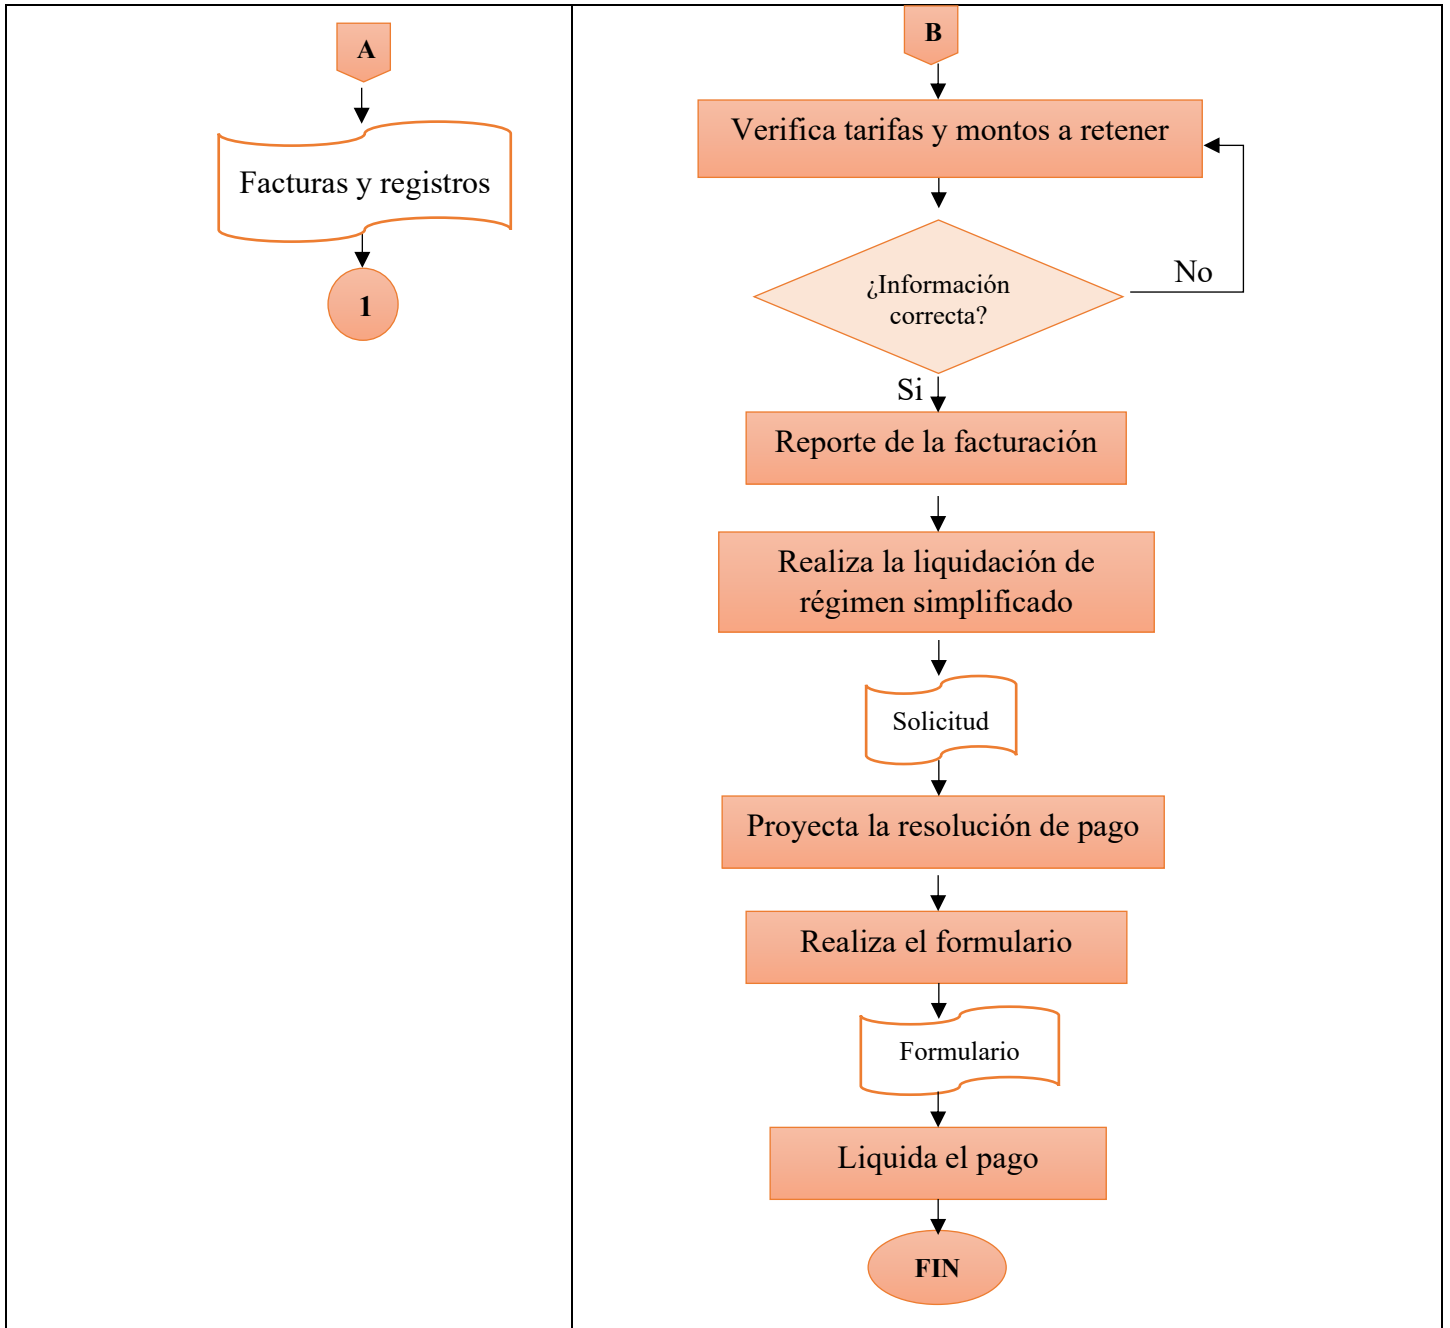 A
Facturas y registros
1
B
Verifica tarifas y montos a retener
¿Información
correcta?
No
Si
Reporte de la facturación
Realiza la liquidación de
régimen simplificado
Solicitud
Proyecta la resolución de pago
Realiza el formulario
Formulario
Liquida el pago
FIN